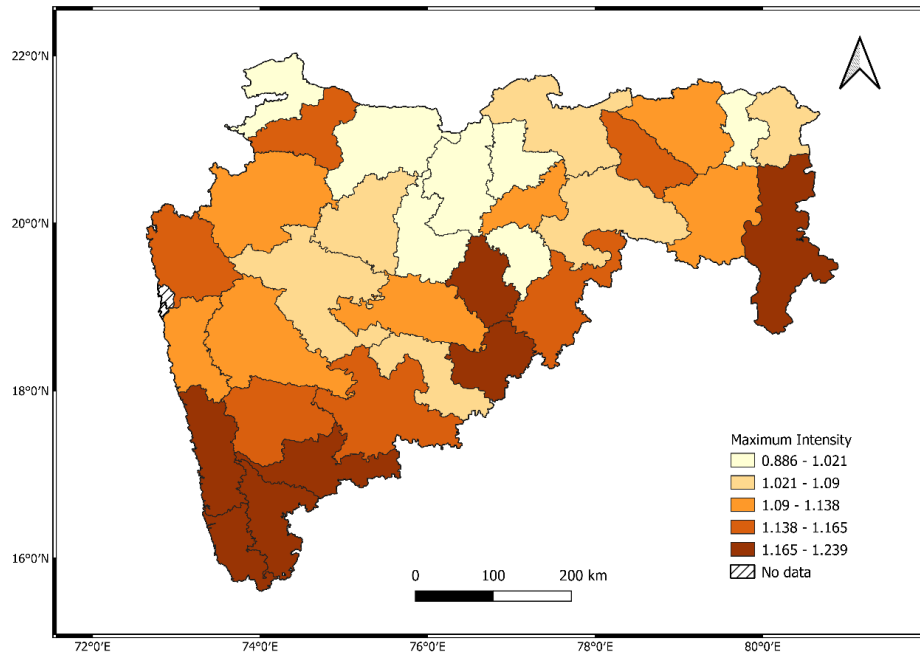 22°0'N
20°0'N
18°0'N
16°0'N
Maximum Intensity
0.886 - 1.021
1.021 - 1.09
1.09 - 1.138
1.138 - 1.165
1.165 - 1.239
No data
0 100 200 km
72°0'E 74°0'E 76°0'E 78°0'E 80°0'E